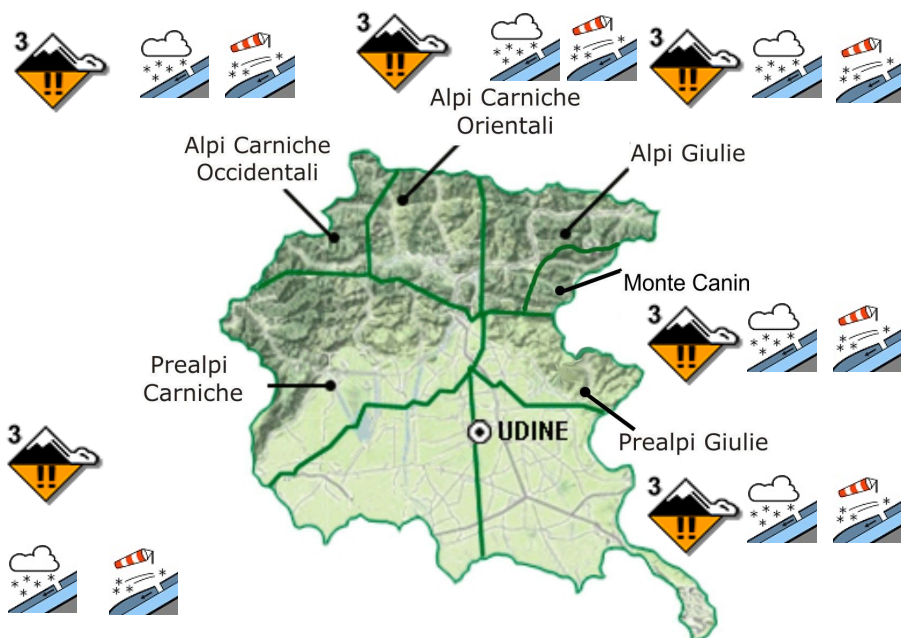 3
3
3
Alpi Carniche
Orientali
Alpi Carniche
Occidentali
Alpi Giulie
Monte Canin
3
Prealpi
Carniche
3
UDINE
Prealpi Giulie
3